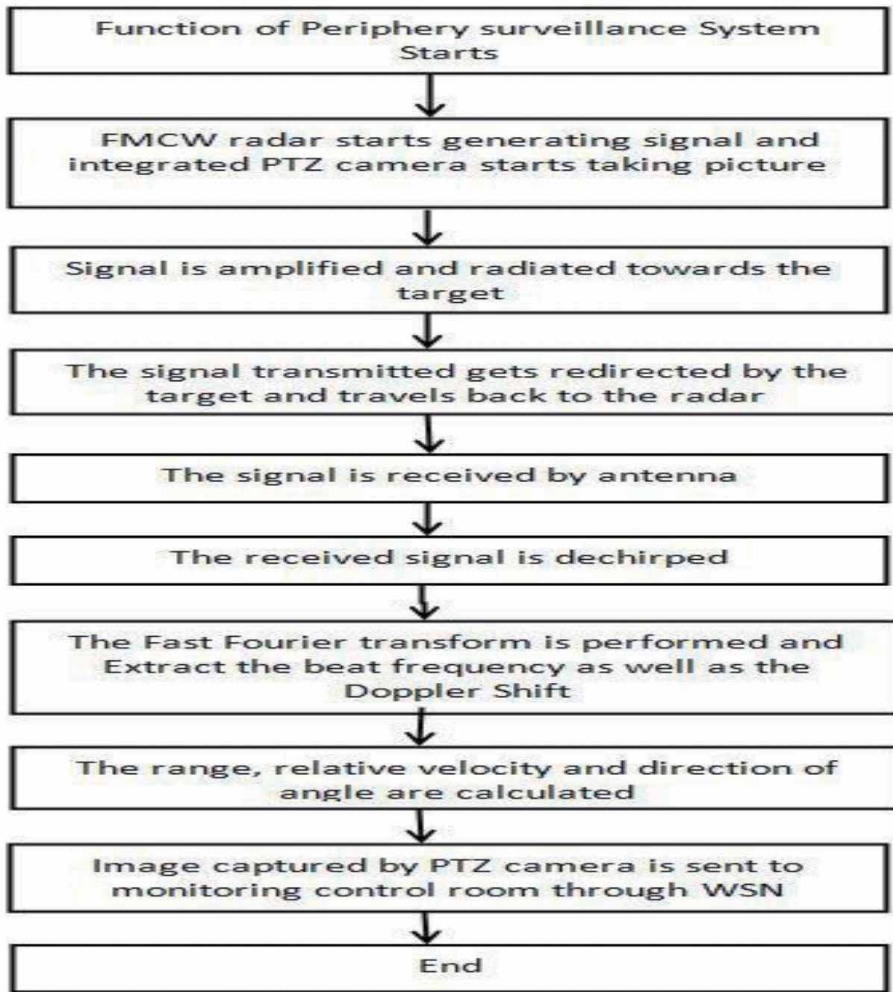 Function of Periphery surveillance System
Starts
FMCW radar starts generating signal and
integrated PTZ camera starts taking picture
Signal is amplified and radiated towards the
target
The signal transmitted gets redirected by the
target and travels back to the radar
The signal is received by antenna
The received signal is dechirped
The Fast Fourier transform is performed and
Extract the beat frequency as well as the
Doppler Shift
The range, relative velocity and direction of
angle are calculated
Image captured by PTZ camera is sent to
monitoring control room through WSN
End